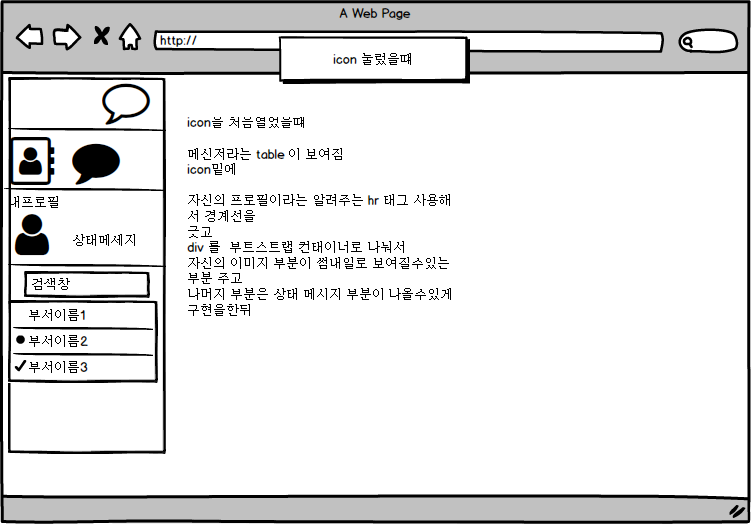 A Web Page
http://
icon 눌렀을떄
icon을 처음열었을떄
메신저라는 table 이 보여짐
icon밑에
자신의 프로필이라는 알려주는 hr 태그 사용해
서 경계선을
긋고
div 를 부트스트랩 컨태이너로 나눠서
자신의 이미지 부분이 썸내일로 보여질수있는
부분 주고
나머지 부분은 상태 메시지 부분이 나올수있게
구현을한뒤
내프로필
상태메세지
검색창
부서이름1
부서이름2
부서이름3